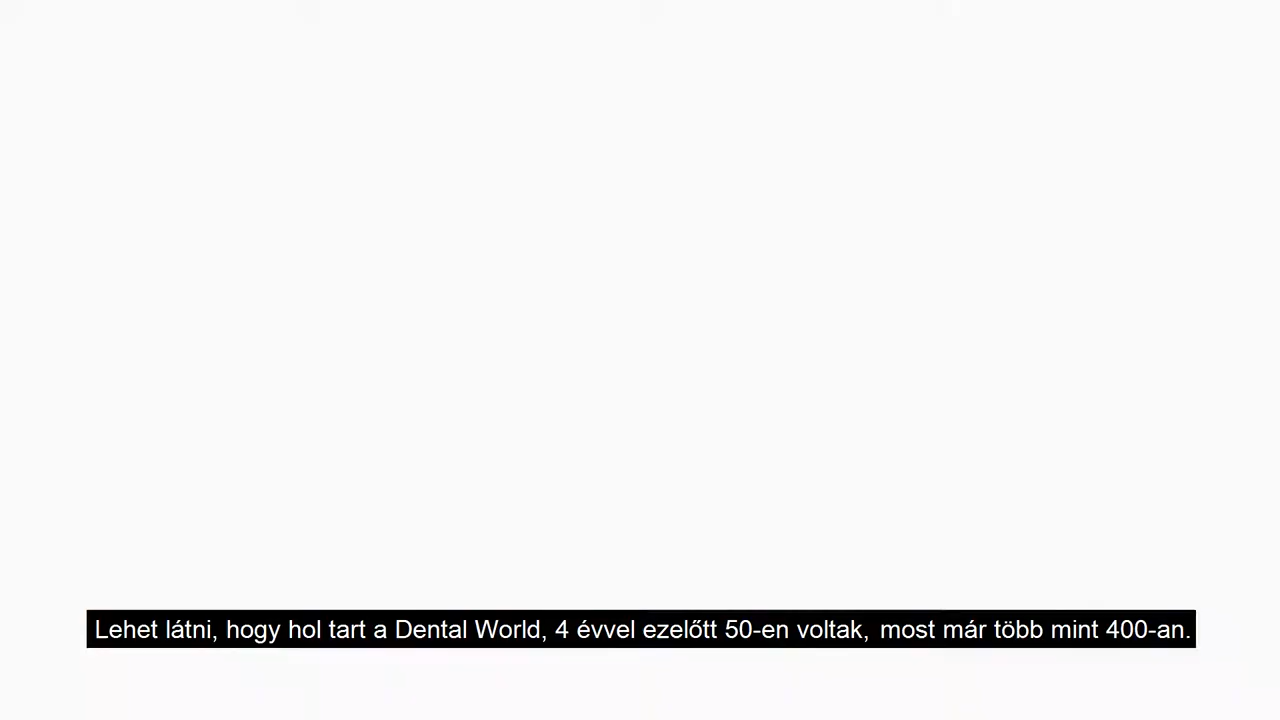 Lehet látni, hogy hol tart a Dental World, 4 évvel ezelőtt 50-en voltak, most már több mint 400-an.